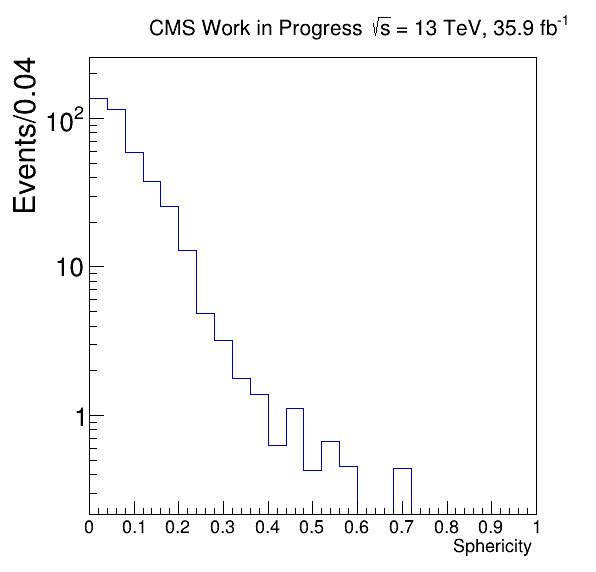 CMS Work in Progress √s = 13 TeV, 35.9 fb⁻¹
Events/0.04
10²
10
1
0 0.1 0.2 0.3 0.4 0.5 0.6 0.7 0.8 0.9 1
Sphericity